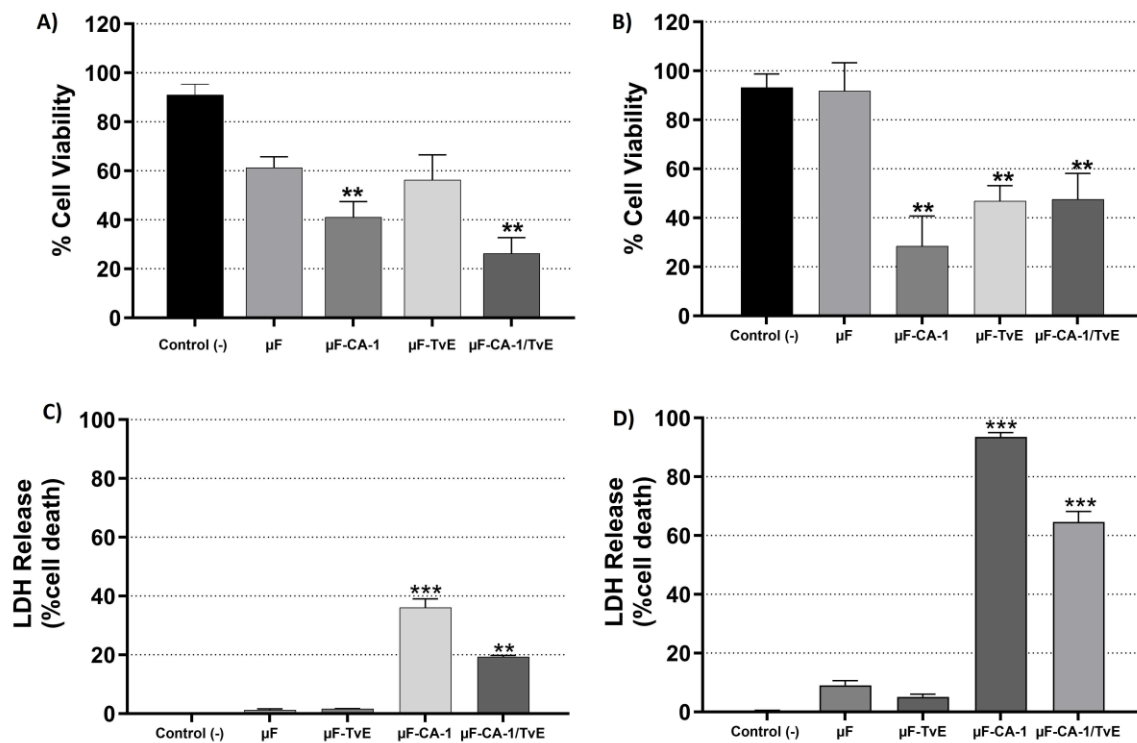 A)
% Cell Viability
120
100
80
60
40
20
0
**
**
Control (-) µF µF-CA-1 µF-TvE µF-CA-1/TvE
B)
% Cell Viability
120
100
80
60
40
20
0
**
**
**
Control (-) µF µF-CA-1 µF-TvE µF-CA-1/TvE
C)
LDH Release
(%cell death)
100
80
60
40
20
0
***
**
Control (-) µF µF-TvE µF-CA-1 µF-CA-1/TvE
D)
LDH Release
(%cell death)
100
80
60
40
20
0
***
***
Control (-) µF µF-TvE µF-CA-1 µF-CA-1/TvE